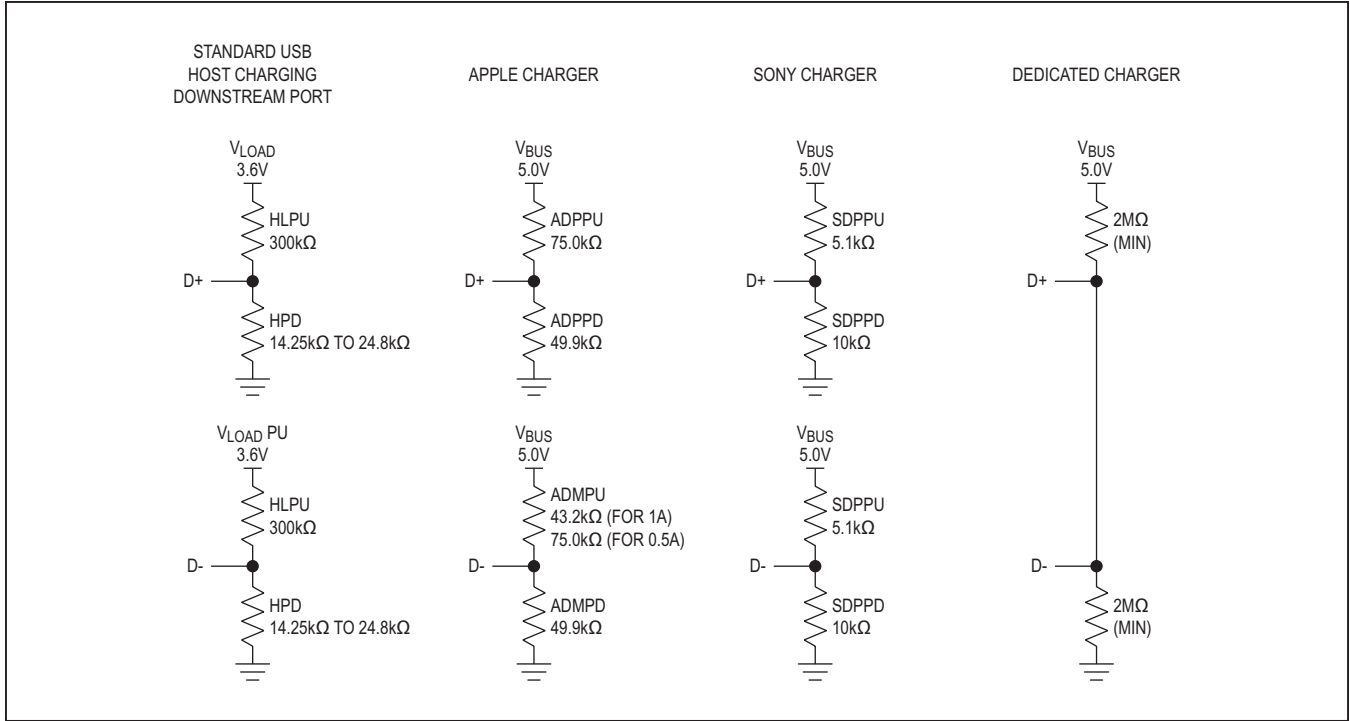 STANDARD USB
HOST CHARGING
DOWNSTREAM PORT
VLOAD
3.6V
HLPU
300kΩ
D+
HPD
14.25kΩ TO 24.8kΩ
VLOAD PU
3.6V
HLPU
300kΩ
D-
HPD
14.25kΩ TO 24.8kΩ
APPLE CHARGER
VBUS
5.0V
ADPPU
75.0kΩ
D+
ADPPD
49.9kΩ
VBUS
5.0V
ADMPU
43.2kΩ (FOR 1A)
75.0kΩ (FOR 0.5A)
D-
ADMPD
49.9kΩ
SONY CHARGER
VBUS
5.0V
SDPPU
5.1kΩ
D+
SDPPD
10kΩ
VBUS
5.0V
SDPPU
5.1kΩ
D-
SDPPD
10kΩ
DEDICATED CHARGER
VBUS
5.0V
2MΩ
(MIN)
D+
D-
2MΩ
(MIN)